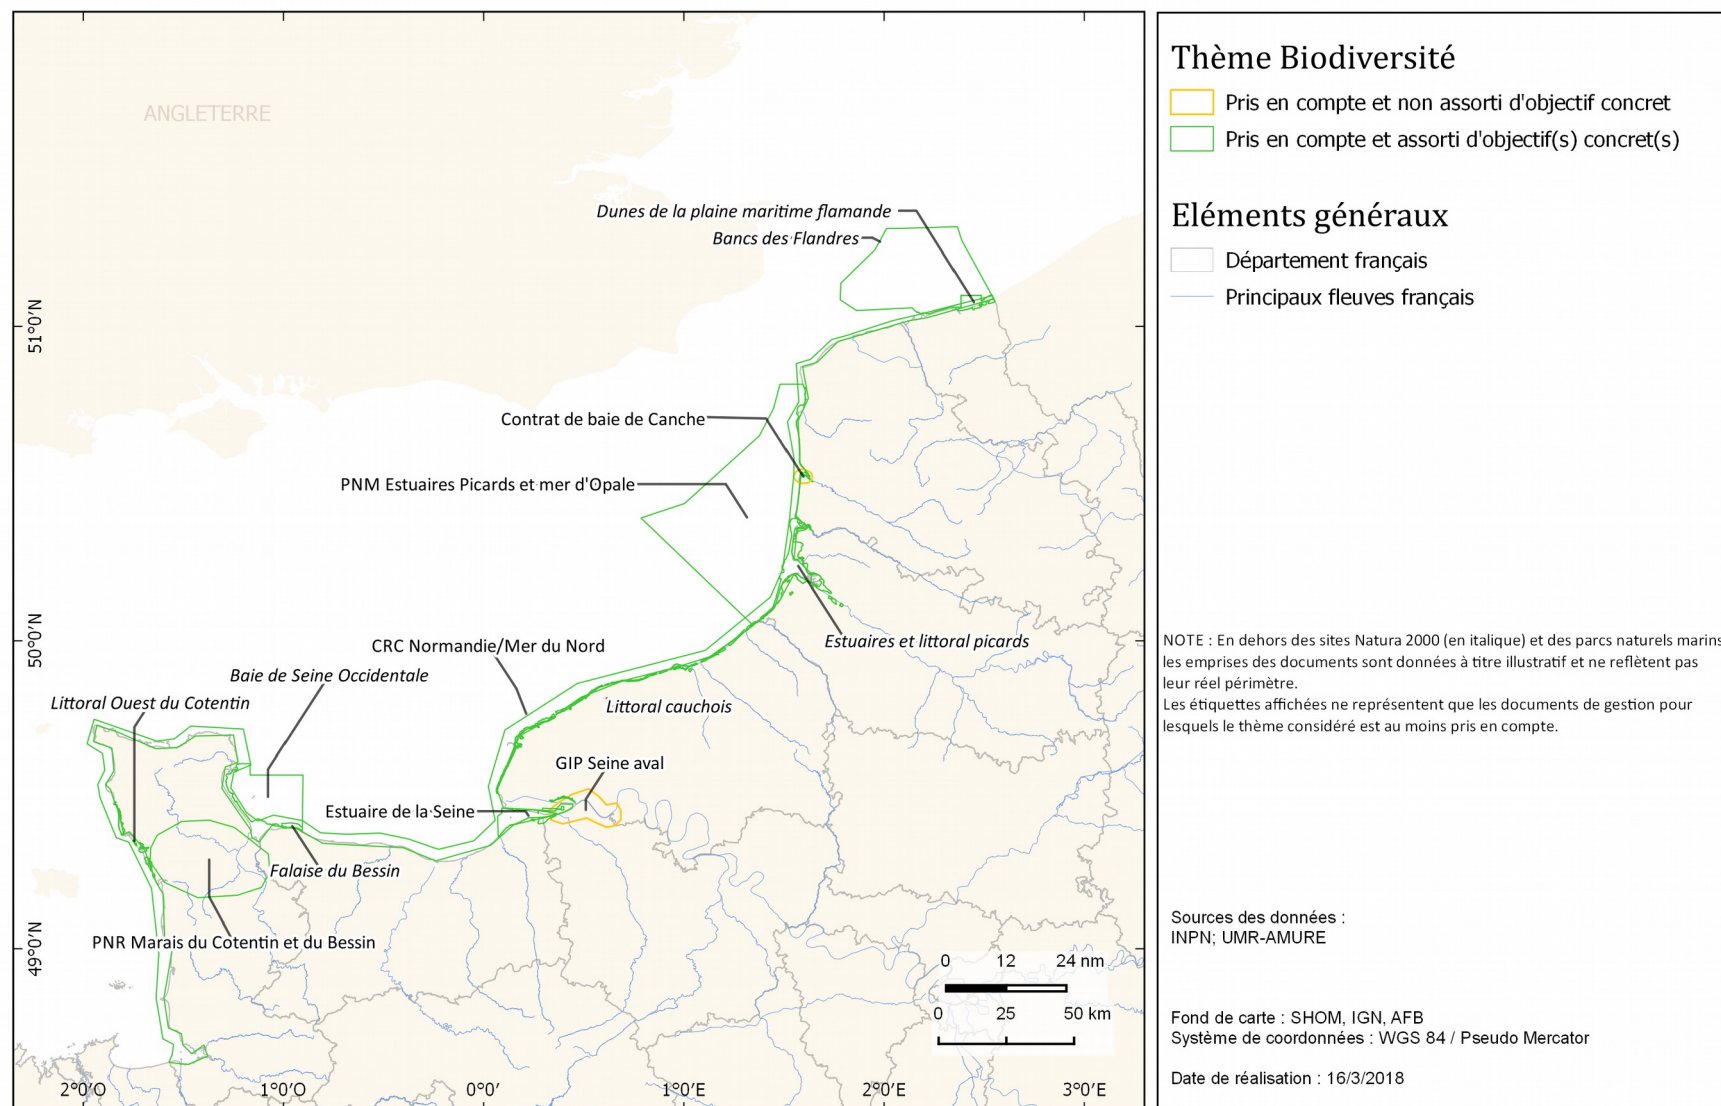 ANGLETERRE
Dunes de la plaine maritime flamande
Bancs des Flandres
Contrat de baie de Canche
PNM Estuaires Picards et mer d'Opale
Estuaires et littoral picards
CRC Normandie/Mer du Nord
Baie de Seine Occidentale
Littoral Ouest du Cotentin
Littoral cauchois
GIP Seine aval
Estuaire de la Seine
Falaise du Bessin
PNR Marais du Cotentin et du Bessin
51°0'N
50°0'N
49°0'N
0 12 24 nm
0 25 50 km
2°0'O 1°0'O 0°0' 1°0'E 2°0'E 3°0'E
Thème Biodiversité
Pris en compte et non assorti d'objectif concret
Pris en compte et assorti d'objectif(s) concret(s)
Eléments généraux
Département français
Principaux fleuves français
NOTE : En dehors des sites Natura 2000 (en italique) et des parcs naturels marins
les emprises des documents sont données à titre illustratif et ne reflètent pas
leur réel périmètre.
Les étiquettes affichées ne représentent que les documents de gestion pour
lesquels le thème considéré est au moins pris en compte.
Sources des données :
INPN; UMR-AMURE
Fond de carte : SHOM, IGN, AFB
Système de coordonnées : WGS 84 / Pseudo Mercator
Date de réalisation : 16/3/2018